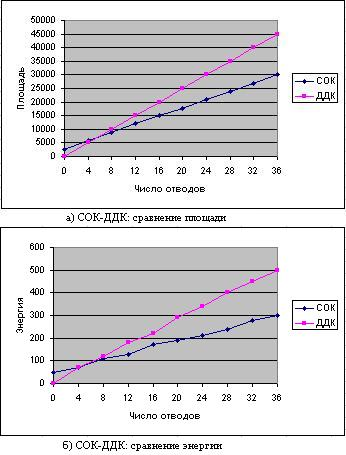 50000
45000
40000
35000
30000
25000
20000
15000
10000
5000
0
Площадь
0 4 8 12 16 20 24 28 32 36
Число отводов
СОК
ДДК
а) СОК-ДДК: сравнение площади
600
500
400
300
200
100
0
Энергия
0 4 8 12 16 20 24 28 32 36
Число отводов
СОК
ДДК
б) СОК-ДДК: сравнение энергии